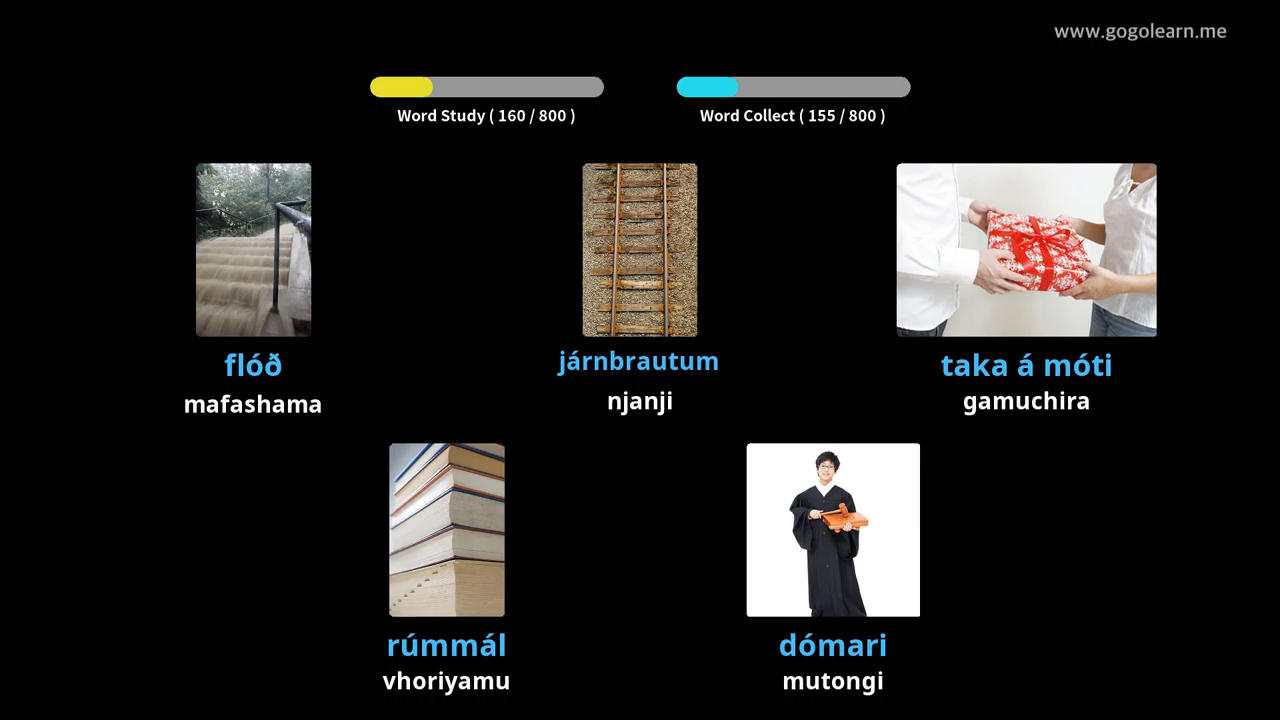 www.gogolearn.me
Word Study ( 160 / 800 )
Word Collect ( 155 / 800 )
flóð
mafashama
járnbrautum
njanji
taka á móti
gamuchira
rúmmál
vhoriyamu
dómari
mutongi